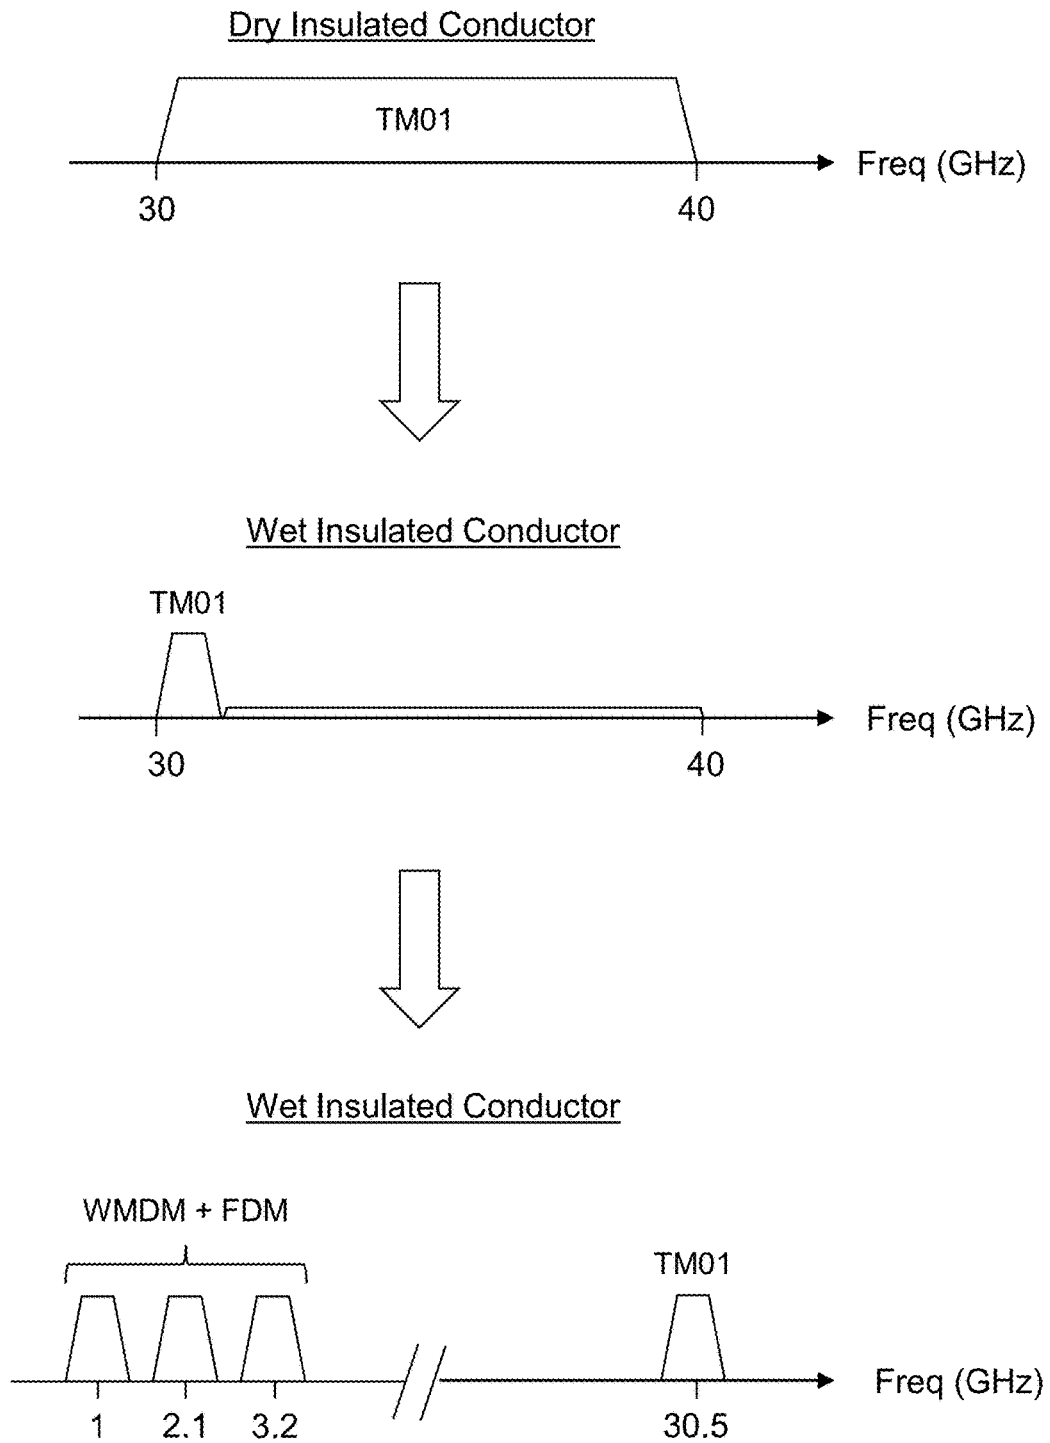 Dry Insulated Conductor
TM01
Freq (GHz)
30 40
Wet Insulated Conductor
TM01
Freq (GHz)
30 40
Wet Insulated Conductor
WMDM + FDM
TM01
Freq (GHz)
1 2.1 3.2 30.5